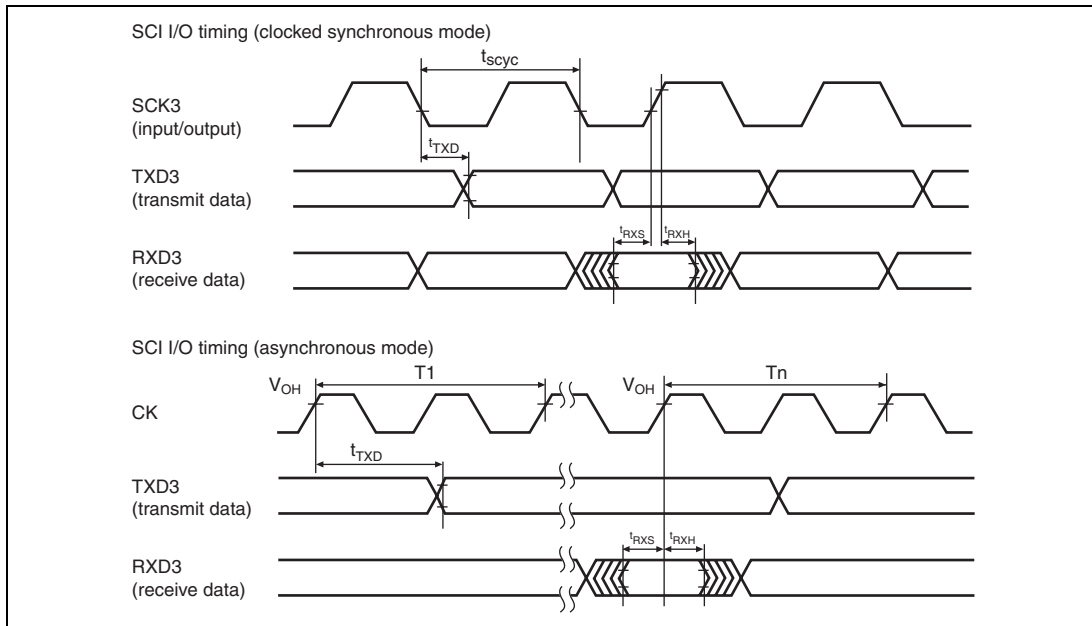 SCI I/O timing (clocked synchronous mode)
tscyc
SCK3
(input/output)
tTXD
TXD3
(transmit data)
tRXS
tRXH
RXD3
(receive data)
SCI I/O timing (asynchronous mode)
VOH
T1
VOH
Tn
CK
tTXD
TXD3
(transmit data)
tRXS
tRXH
RXD3
(receive data)